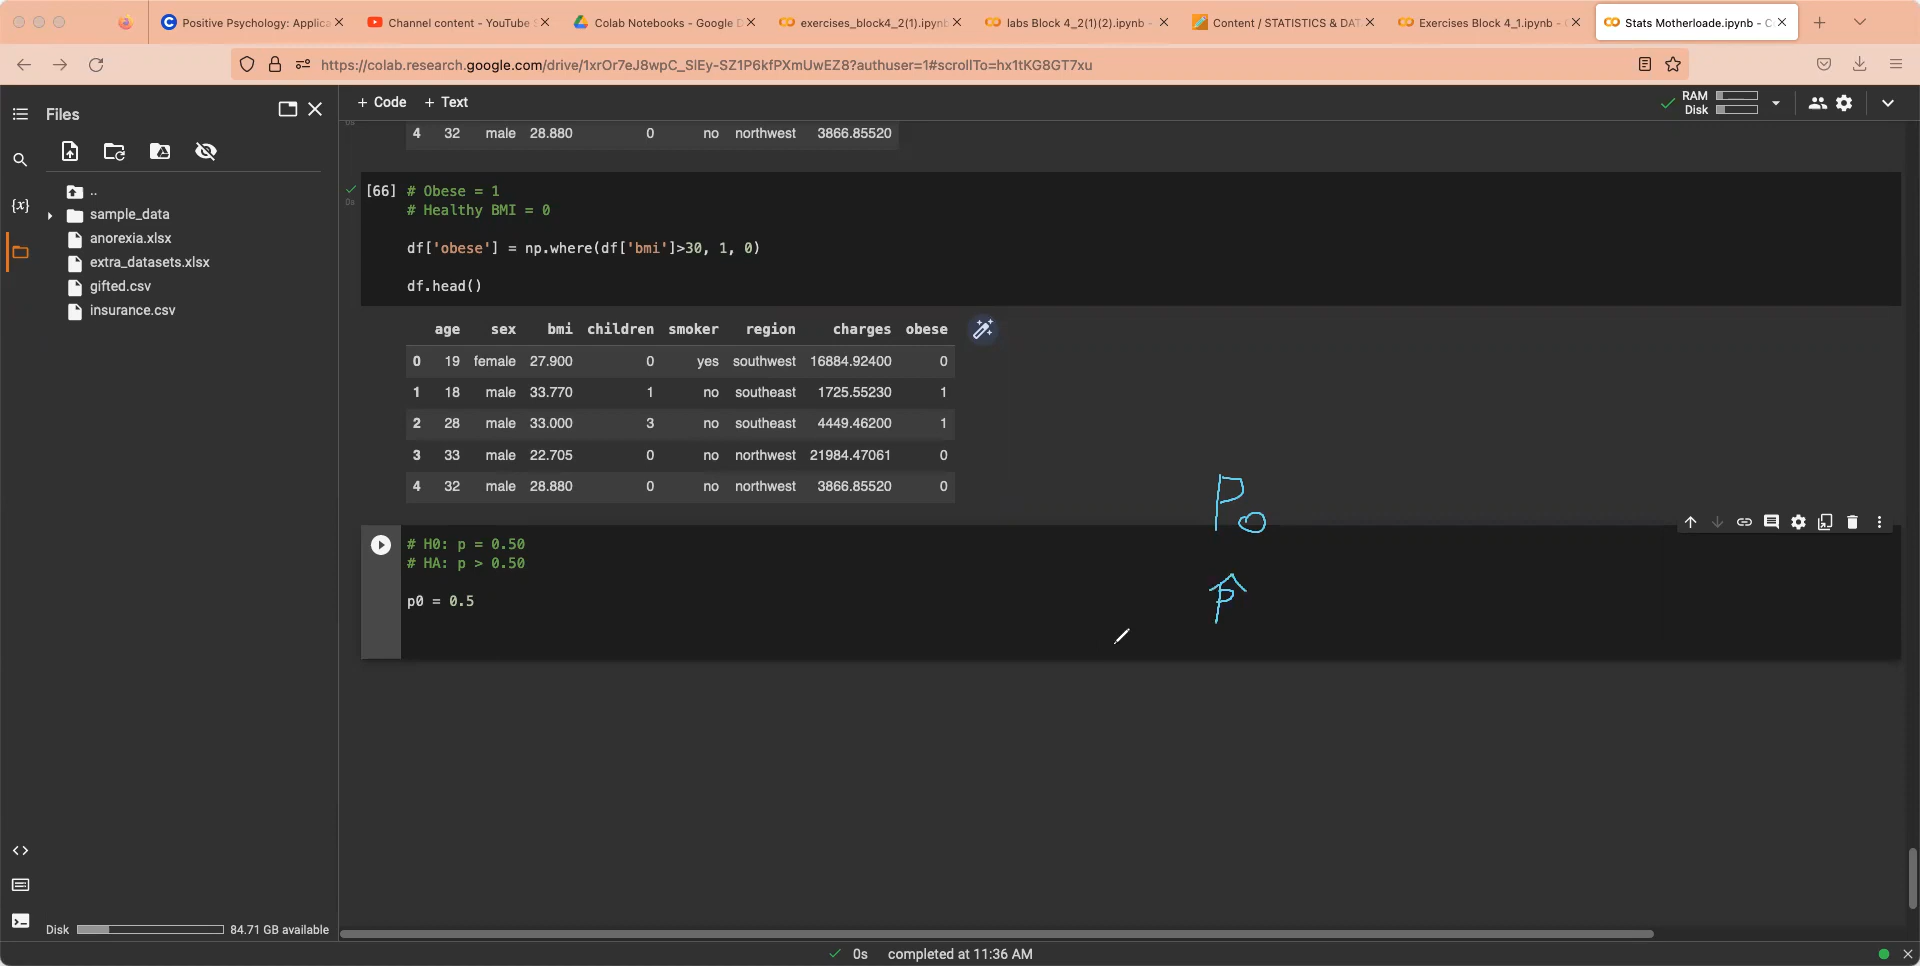 Positive Psychology: Applica
Channel content - YouTube
Colab Notebooks - Google D
exercises_block4_2(1).ipynb
labs Block 4_2(1)(2).ipynb -
Content / STATISTICS & DAT
Exercises Block 4_1.ipynb -
Stats Motherloade.ipynb - C
https://colab.research.google.com/drive/1xrOr7eJ8wpC_SlEy-SZ1P6kfPXmUwEZ8?authuser=1#scrollTo=hx1tKG8GT7xu
Files
+ Code + Text
RAM
Disk
4 32 male 28.880 0 no northwest 3866.85520
{x}
..
sample_data
anorexia.xlsx
extra_datasets.xlsx
gifted.csv
insurance.csv
0s
[66] # Obese = 1
# Healthy BMI = 0
df['obese'] = np.where(df['bmi']>30, 1, 0)
df.head()
age sex bmi children smoker region charges obese
0 19 female 27.900 0 yes southwest 16884.92400 0
1 18 male 33.770 1 no southeast 1725.55230 1
2 28 male 33.000 3 no southeast 4449.46200 1
3 33 male 22.705 0 no northwest 21984.47061 0
4 32 male 28.880 0 no northwest 3866.85520 0
P₀
# H0: p = 0.50
# HA: p > 0.50
p0 = 0.5
p̂
<>
Disk 84.71 GB available
0s completed at 11:36 AM